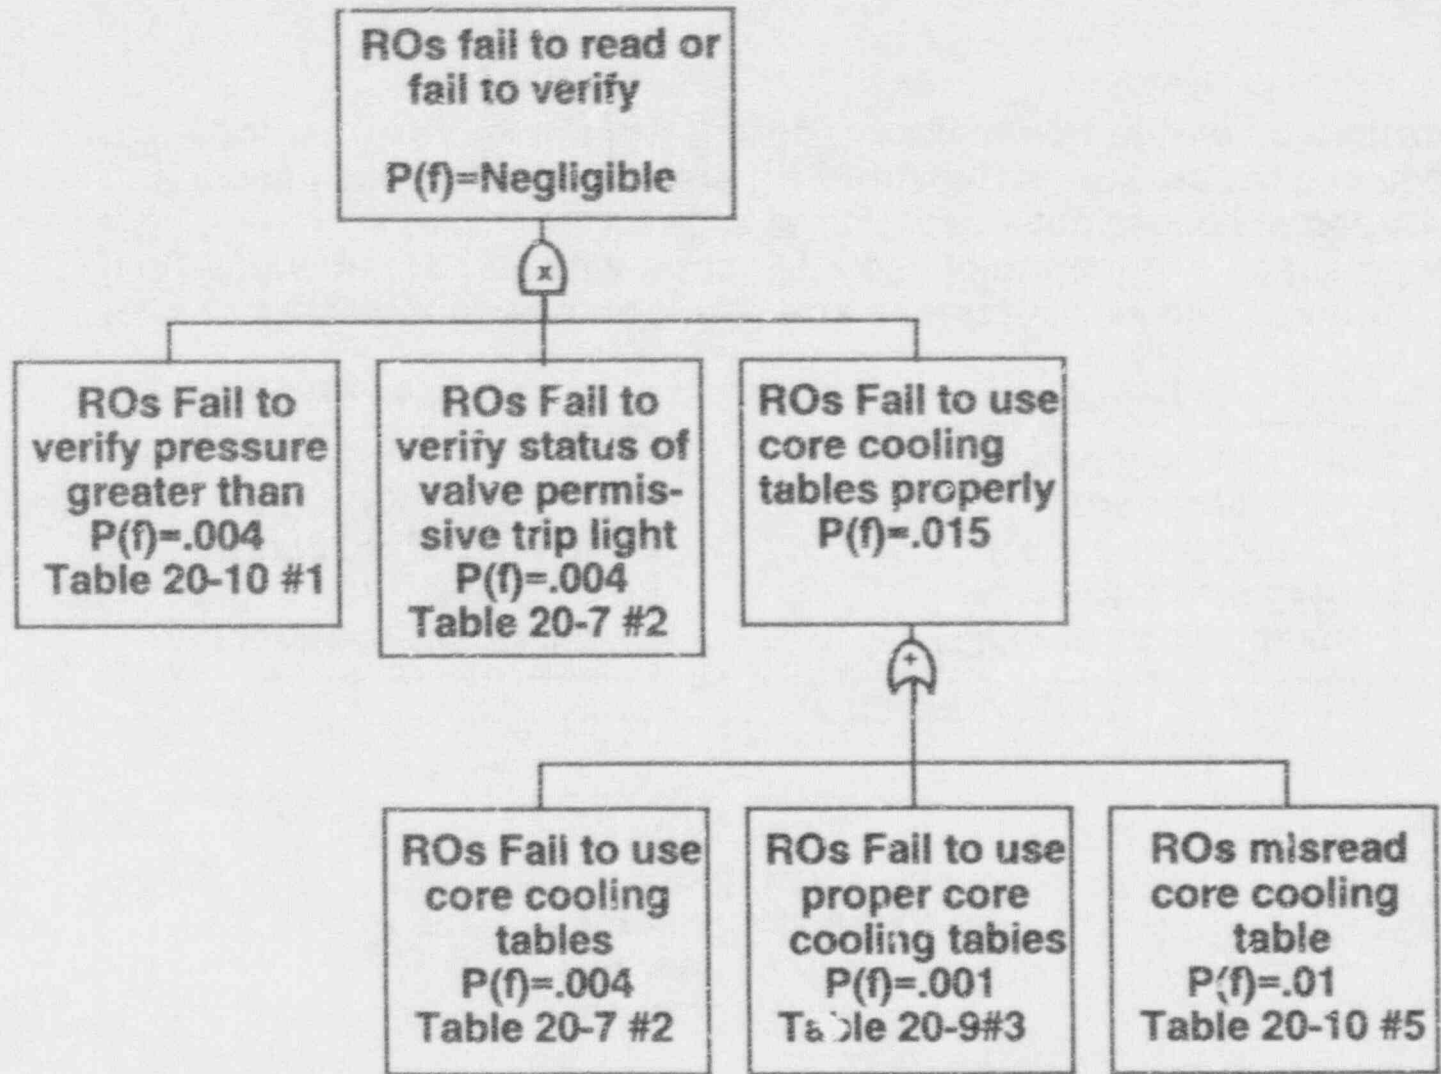 ROs fail to read or
fail to verify
P(f)=Negligible
x
ROs Fail to
verify pressure
greater than
P(f)=.004
Table 20-10 #1
ROs Fail to
verify status of
valve permis-
sive trip light
P(f)=.004
Table 20-7 #2
ROs Fail to use
core cooling
tables properly
P(f)=.015
+
ROs Fail to use
core cooling
tables
P(f)=.004
Table 20-7 #2
ROs Fail to use
proper core
cooling tables
P(f)=.001
Table 20-9#3
ROs misread
core cooling
table
P(f)=.01
Table 20-10 #5